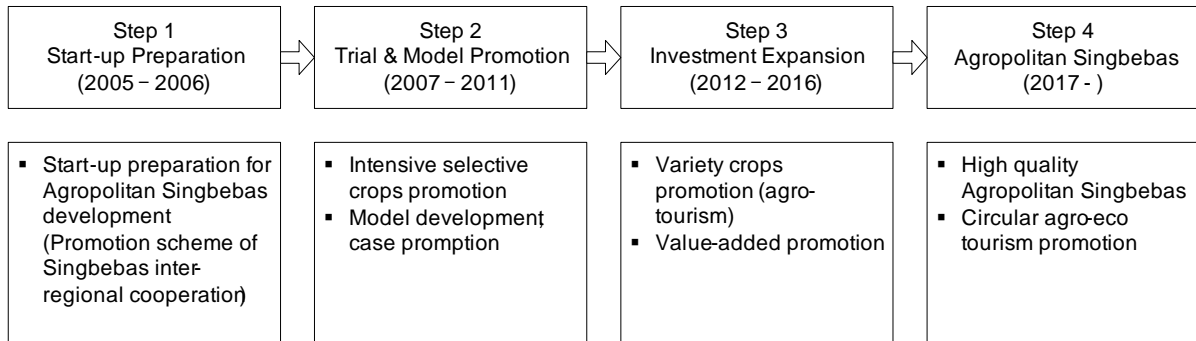 Step 1
Start-up Preparation
(2005 – 2006)
Step 2
Trial & Model Promotion
(2007 – 2011)
Step 3
Investment Expansion
(2012 – 2016)
Step 4
Agropolitan Singbebas
(2017 - )
▪ Start-up preparation for
Agropolitan Singbebas
development
(Promotion scheme of
Singbebas inter-
regional cooperation)
▪ Intensive selective
crops promotion
▪ Model development,
case promption
▪ Variety crops
promotion (agro-
tourism)
▪ Value-added promotion
▪ High quality
Agropolitan Singbebas
▪ Circular agro-eco
tourism promotion